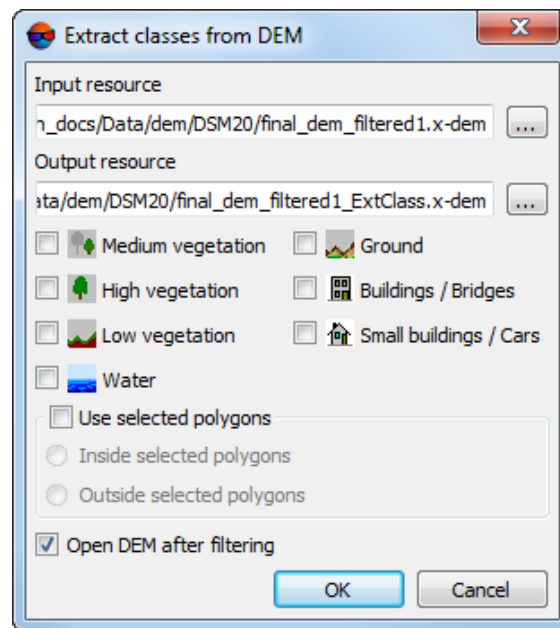 Extract classes from DEM
Input resource
n_docs/Data/dem/DSM20/final_dem_filtered1.x-dem ...
Output resource
ata/dem/DSM20/final_dem_filtered1_ExtClass.x-dem ...
Medium vegetation Ground
High vegetation Buildings / Bridges
Low vegetation Small buildings / Cars
Water
Use selected polygons
Inside selected polygons
Outside selected polygons
Open DEM after filtering
OK Cancel